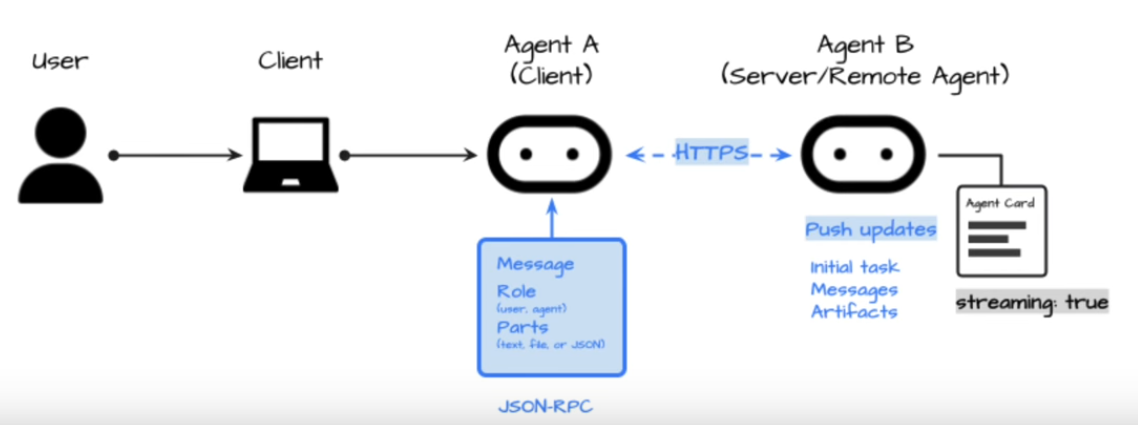 User
Client
Agent A
(Client)
Agent B
(Server/Remote Agent)
HTTPS
Agent Card
Push updates
Initial task
Messages
Artifacts
streaming: true
Message
Role
(user, agent)
Parts
(text, file, or JSON)
JSON-RPC